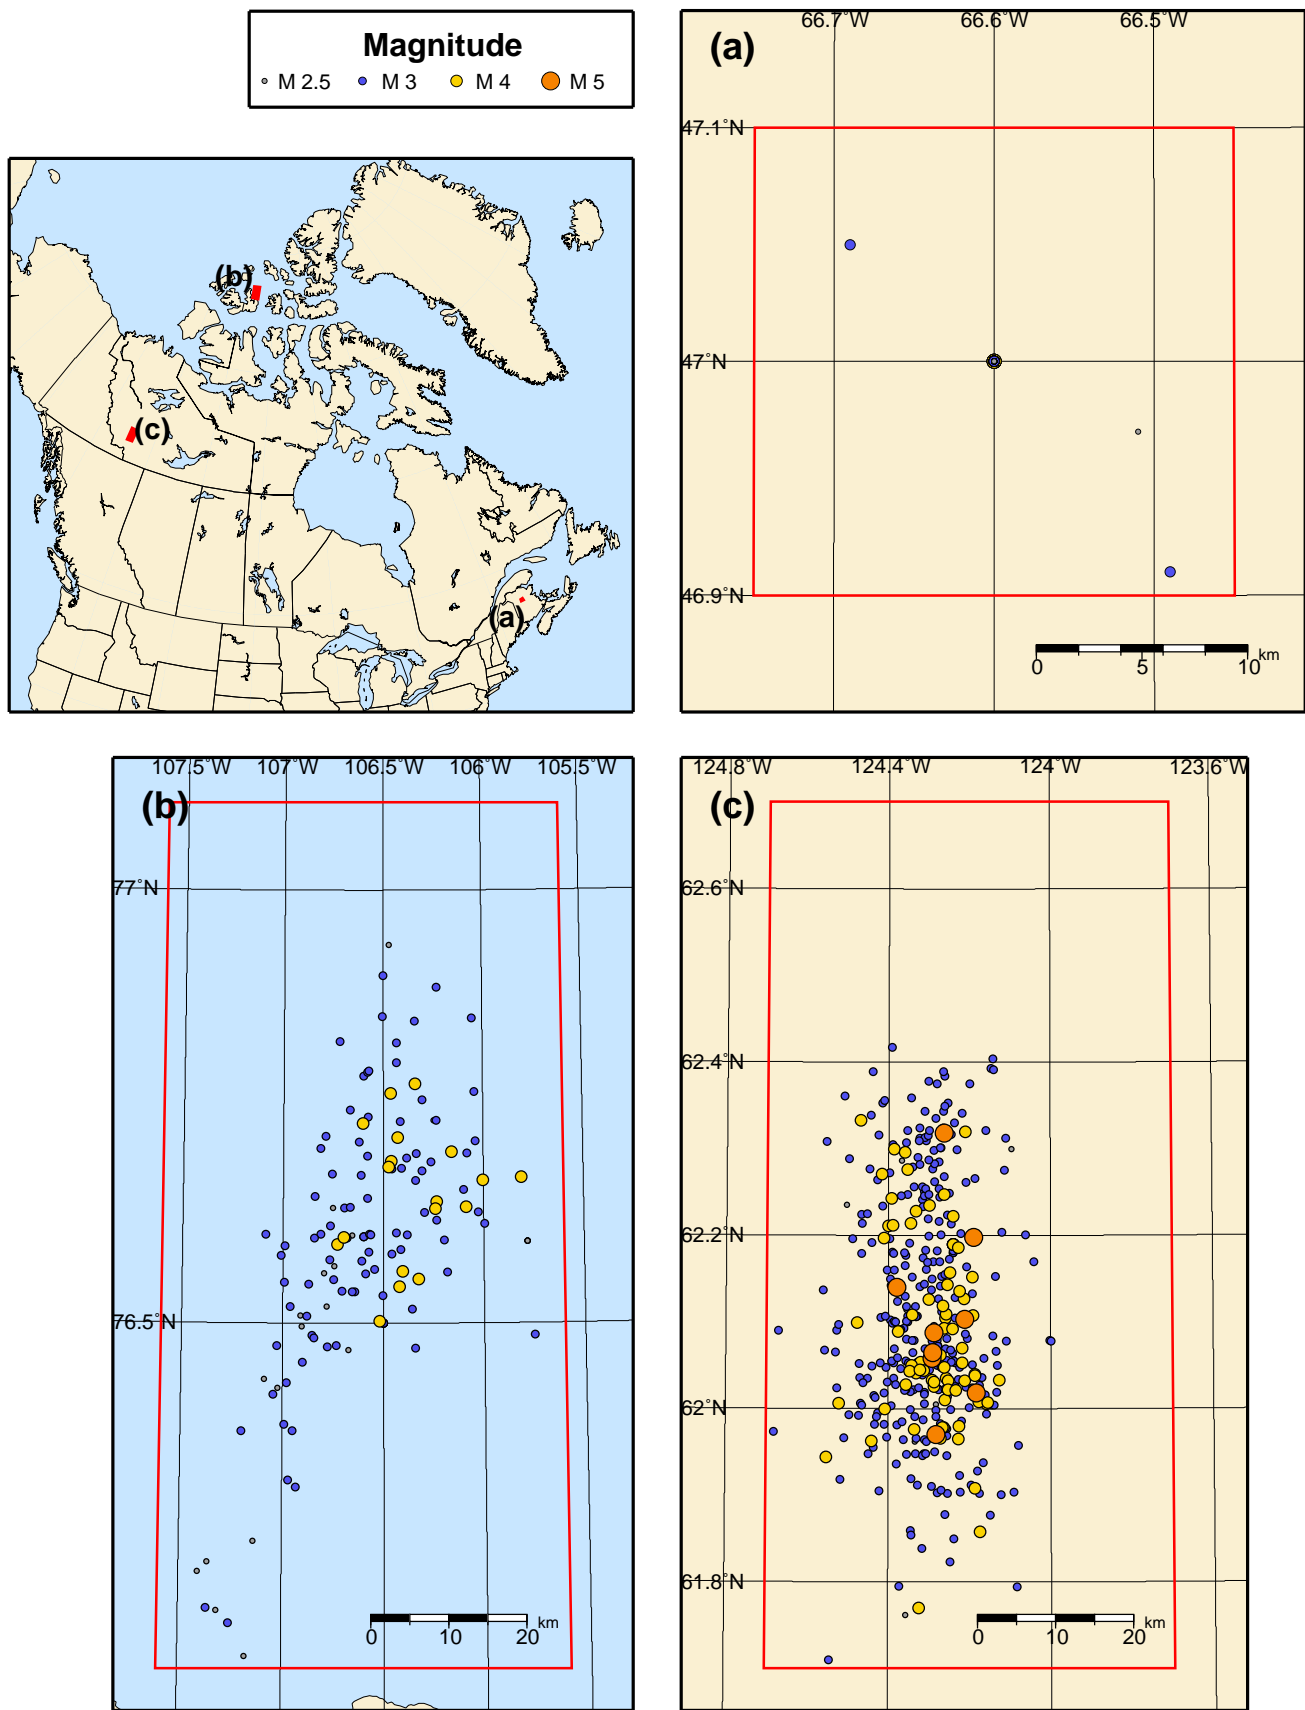 Magnitude
M 2.5 M 3 M 4 M 5
(b)
(c)
(a)
(a)
66.7°W 66.6°W 66.5°W
47.1°N
47°N
46.9°N
0 5 10 km
(b)
107.5°W 107°W 106.5°W 106°W 105.5°W
77°N
76.5°N
0 10 20 km
(c)
124.8°W 124.4°W 124°W 123.6°W
62.6°N
62.4°N
62.2°N
62°N
61.8°N
0 10 20 km